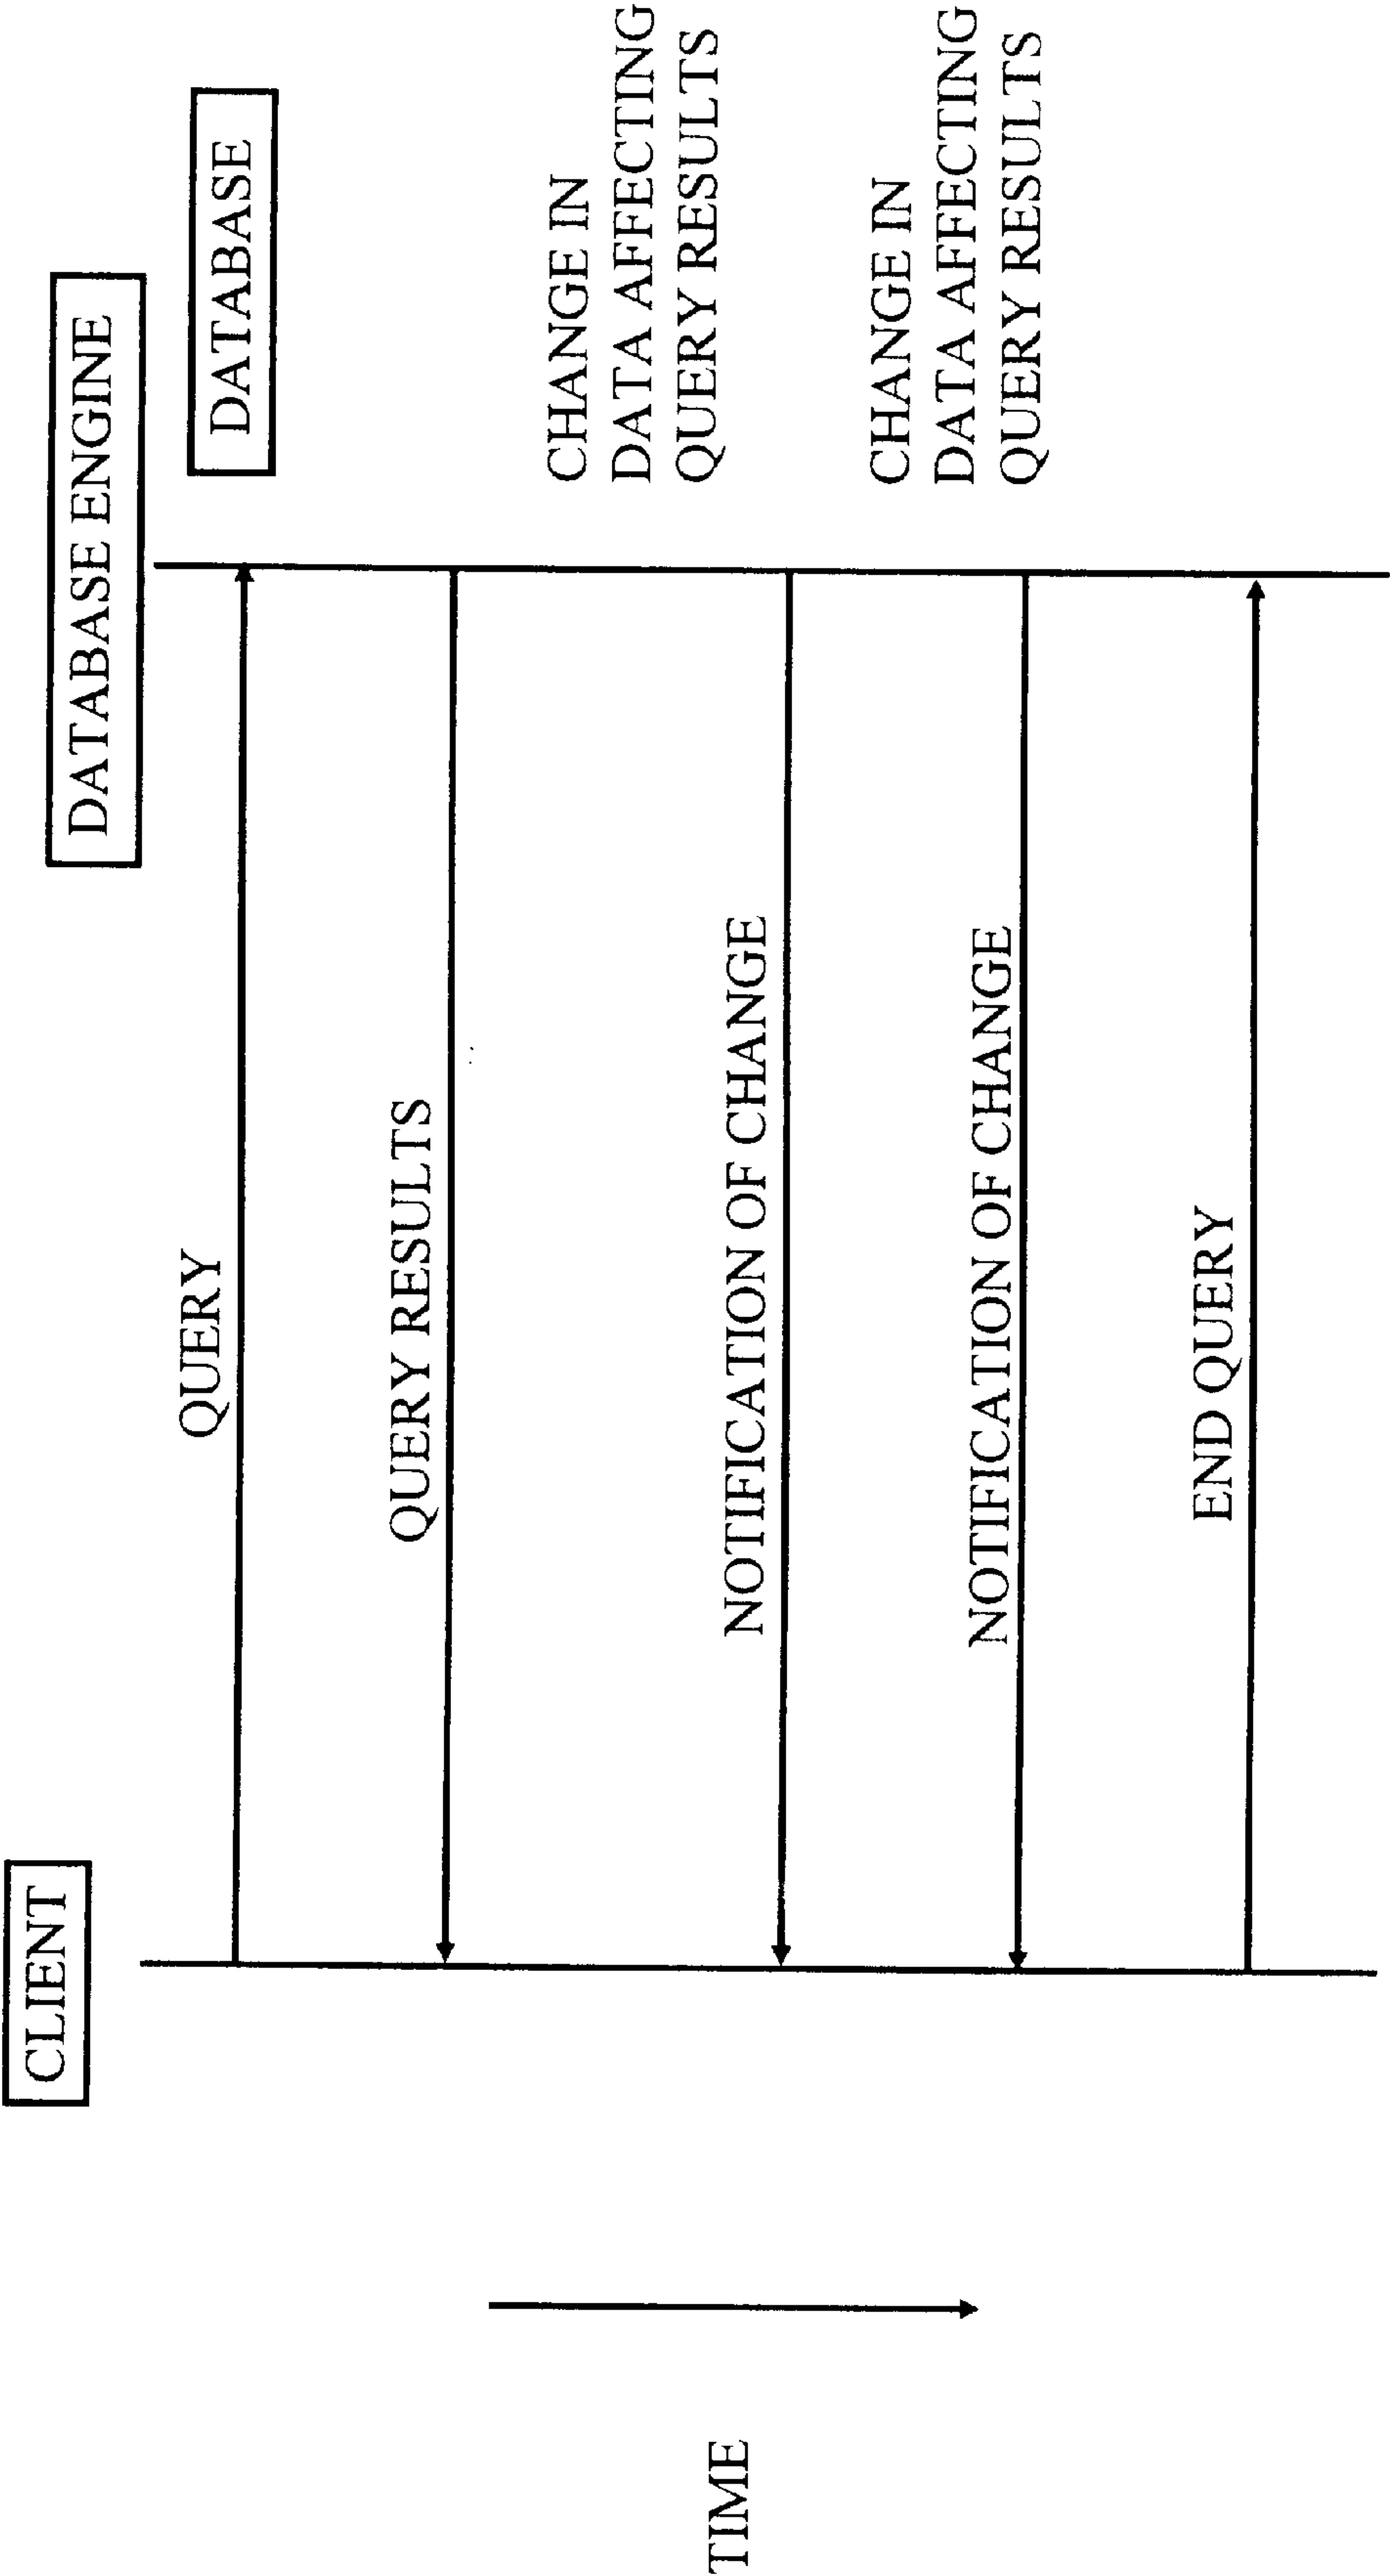 CLIENT
DATABASE ENGINE
DATABASE
QUERY
QUERY RESULTS
CHANGE IN
DATA AFFECTING
QUERY RESULTS
NOTIFICATION OF CHANGE
TIME
CHANGE IN
DATA AFFECTING
QUERY RESULTS
NOTIFICATION OF CHANGE
END QUERY